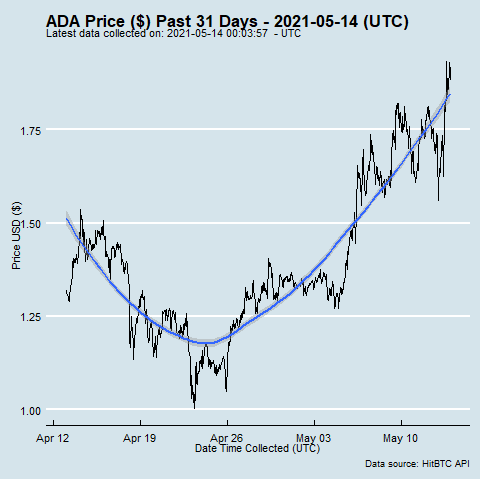 ADA Price ($) Past 31 Days - 2021-05-14 (UTC)
Latest data collected on: 2021-05-14 00:03:57 - UTC
1.75
1.50
1.25
1.00
Price USD ($)
Apr 12 Apr 19 Apr 26 May 03 May 10
Date Time Collected (UTC)
Data source: HitBTC API